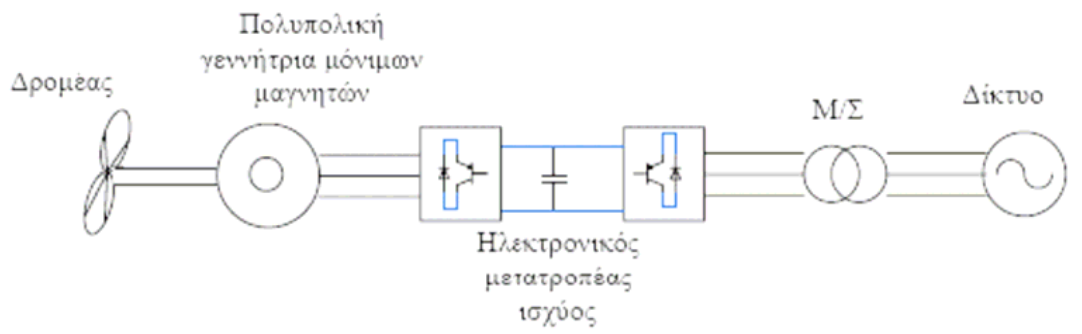 Πολυπολική
γεννήτρια μόνιμων
μαγνητών
Δρομέας
Μ/Σ
Δίκτυο
Ηλεκτρονικός
μετατροπέας
ισχύος